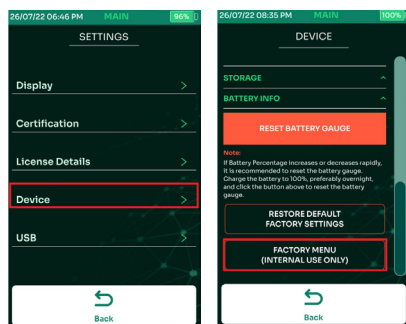 26/07/22 06:46 PM MAIN 96%
SETTINGS
Display >
Certification >
License Details >
Device >
USB >
Back
26/07/22 08:35 PM MAIN 100%
DEVICE
STORAGE
BATTERY INFO
RESET BATTERY GAUGE
Note:
If Battery Percentage increases or decreases rapidly,
It is recommended to reset the battery gauge.
Charge the battery to 100%, preferably overnight,
and click the button above to reset the battery
gauge.
RESTORE DEFAULT
FACTORY SETTINGS
FACTORY MENU
(INTERNAL USE ONLY)
Back